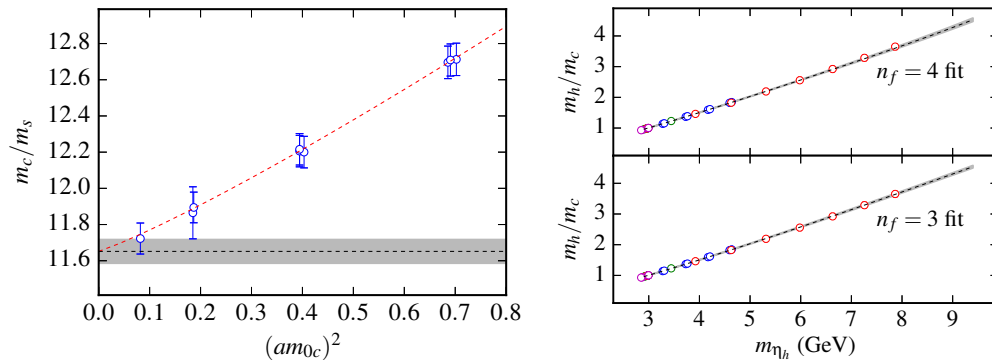 m_c/m_s
12.8
12.6
12.4
12.2
12.0
11.8
11.6
0.0 0.1 0.2 0.3 0.4 0.5 0.6 0.7 0.8
(am_{0c})^2
m_h/m_c
4
3
2
1
n_f = 4 fit
m_h/m_c
4
3
2
1
n_f = 3 fit
3 4 5 6 7 8 9
m_{η_h} (GeV)